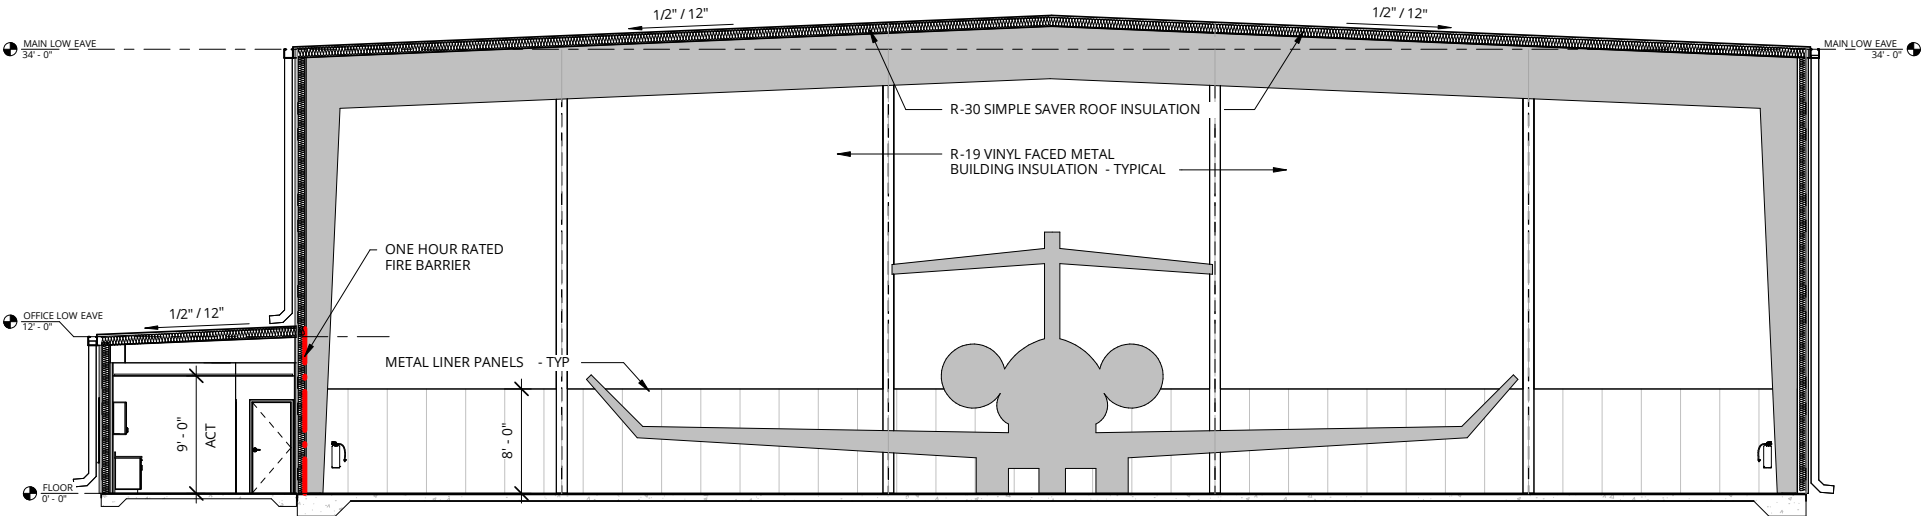 1/2" / 12"
1/2" / 12"
MAIN LOW EAVE
34' - 0"
MAIN LOW EAVE
34' - 0"
R-30 SIMPLE SAVER ROOF INSULATION
R-19 VINYL FACED METAL
BUILDING INSULATION - TYPICAL
ONE HOUR RATED
FIRE BARRIER
OFFICE LOW EAVE
12' - 0"
1/2" / 12"
METAL LINER PANELS - TYP
9' - 0"
ACT
8' - 0"
FLOOR
0' - 0"